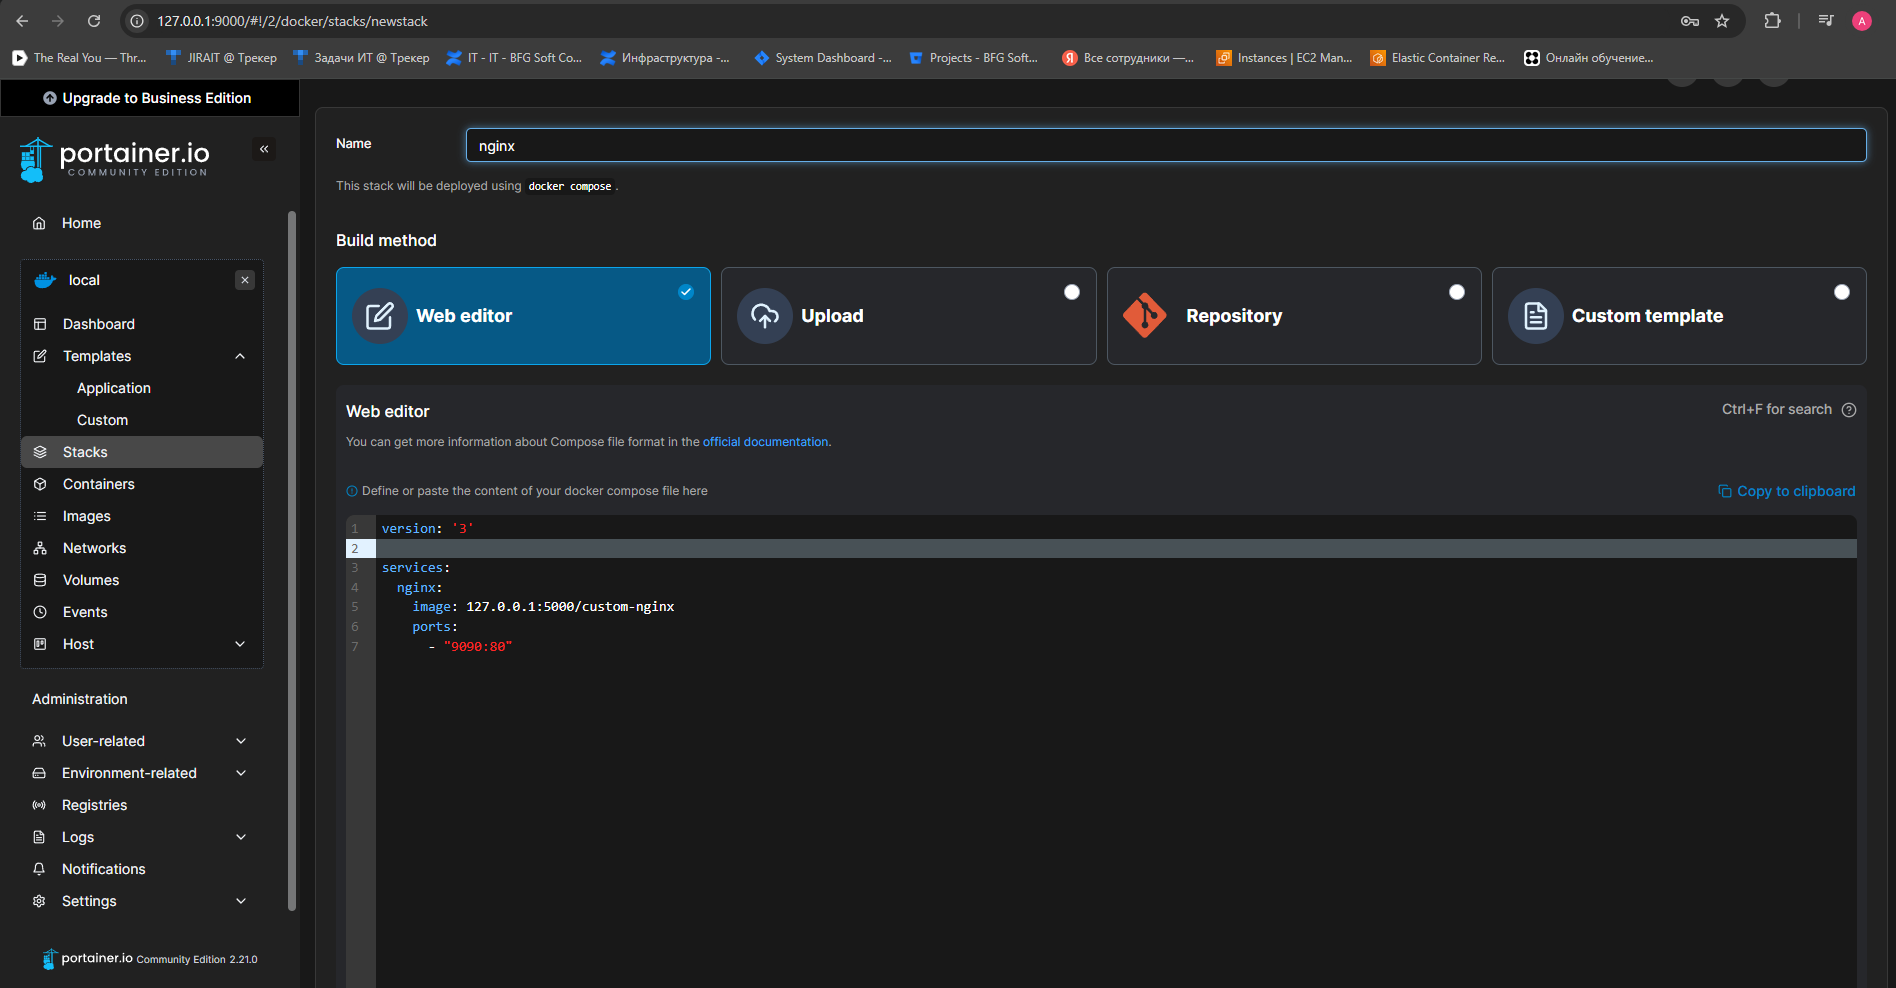 127.0.0.1:9000/#!/2/docker/stacks/newstack
A
The Real You — Thr...
JIRAIT @ Трекер
Задачи ИТ @ Трекер
IT - IT - BFG Soft Co...
Инфраструктура -...
System Dashboard -...
Projects - BFG Soft...
Все сотрудники —...
Instances | EC2 Man...
Elastic Container Re...
Онлайн обучение...
Upgrade to Business Edition
portainer.io
COMMUNITY EDITION
Home
local
Dashboard
Templates
Application
Custom
Stacks
Containers
Images
Networks
Volumes
Events
Host
Administration
User-related
Environment-related
Registries
Logs
Notifications
Settings
portainer.io Community Edition 2.21.0
Name
nginx
This stack will be deployed using docker compose .
Build method
Web editor
Upload
Repository
Custom template
Web editor
Ctrl+F for search
You can get more information about Compose file format in the official documentation.
Define or paste the content of your docker compose file here
Copy to clipboard
1 version: '3'
2
3 services:
4   nginx:
5     image: 127.0.0.1:5000/custom-nginx
6     ports:
7       - "9090:80"